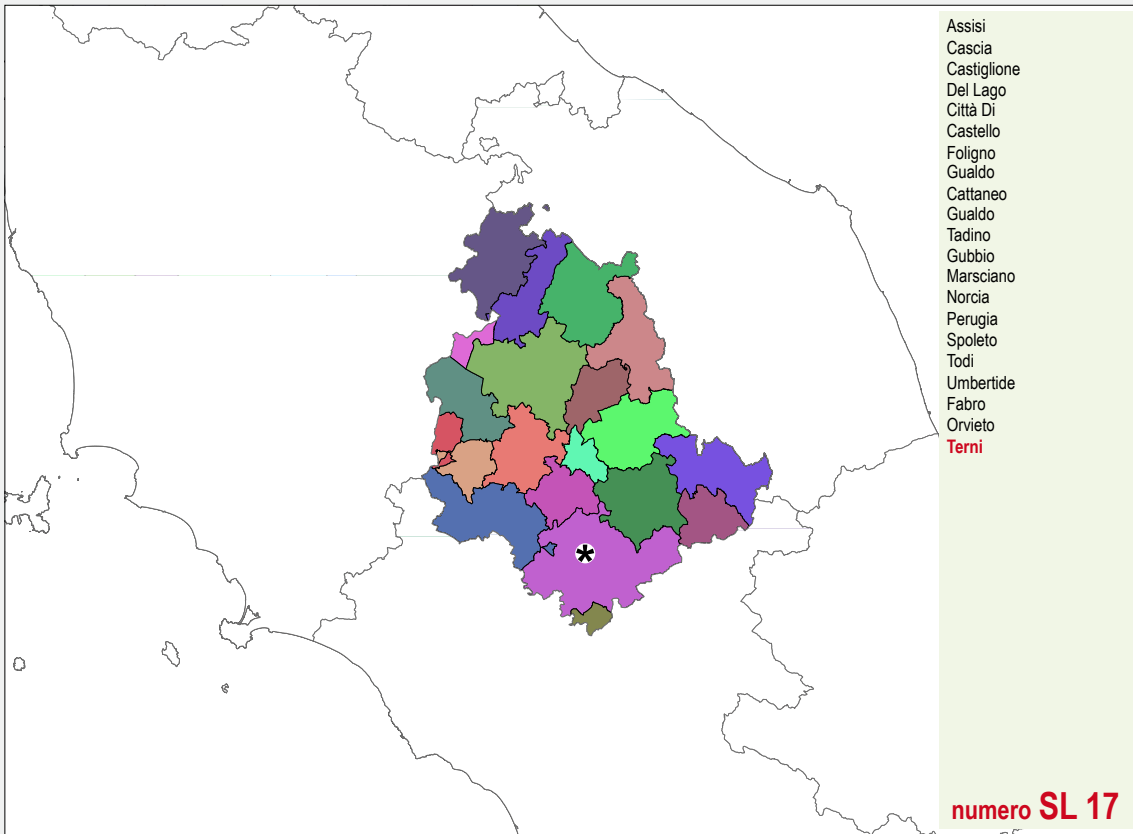 Assisi
Cascia
Castiglione
Del Lago
Città Di
Castello
Foligno
Gualdo
Cattaneo
Gualdo
Tadino
Gubbio
Marsciano
Norcia
Perugia
Spoleto
Todi
Umbertide
Fabro
Orvieto
Terni
*
numero SL 17